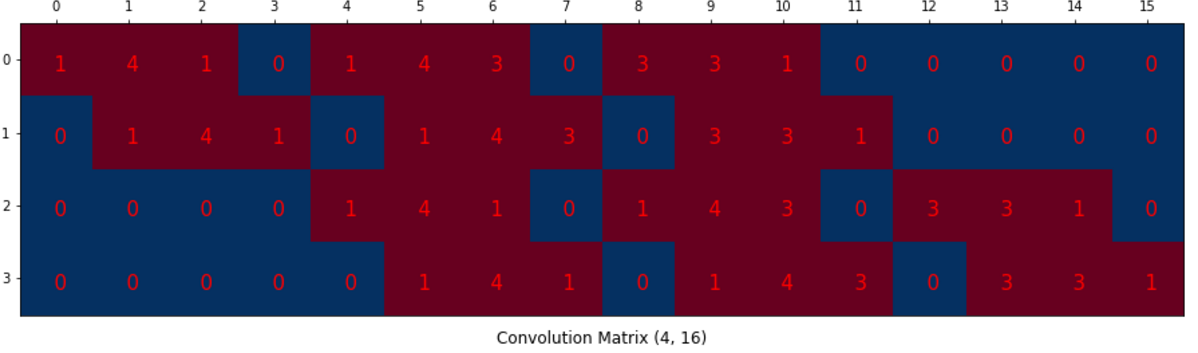 0 1 2 3 4 5 6 7 8 9 10 11 12 13 14 15
0 1 4 1 0 1 4 3 0 3 3 1 0 0 0 0 0
1 0 1 4 1 0 1 4 3 0 3 3 1 0 0 0 0
2 0 0 0 0 1 4 1 0 1 4 3 0 3 3 1 0
3 0 0 0 0 0 1 4 1 0 1 4 3 0 3 3 1
Convolution Matrix (4, 16)